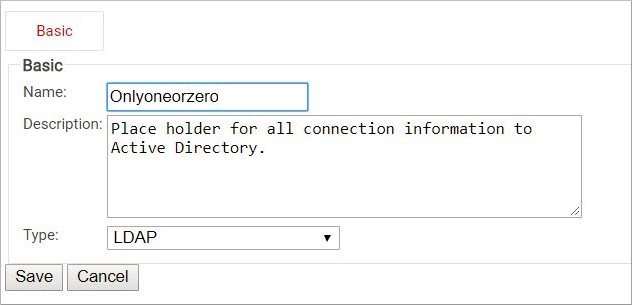 Basic
Basic
Name:
Onlyoneorzero
Description:
Place holder for all connection information to
Active Directory.
Type:
LDAP
Save Cancel